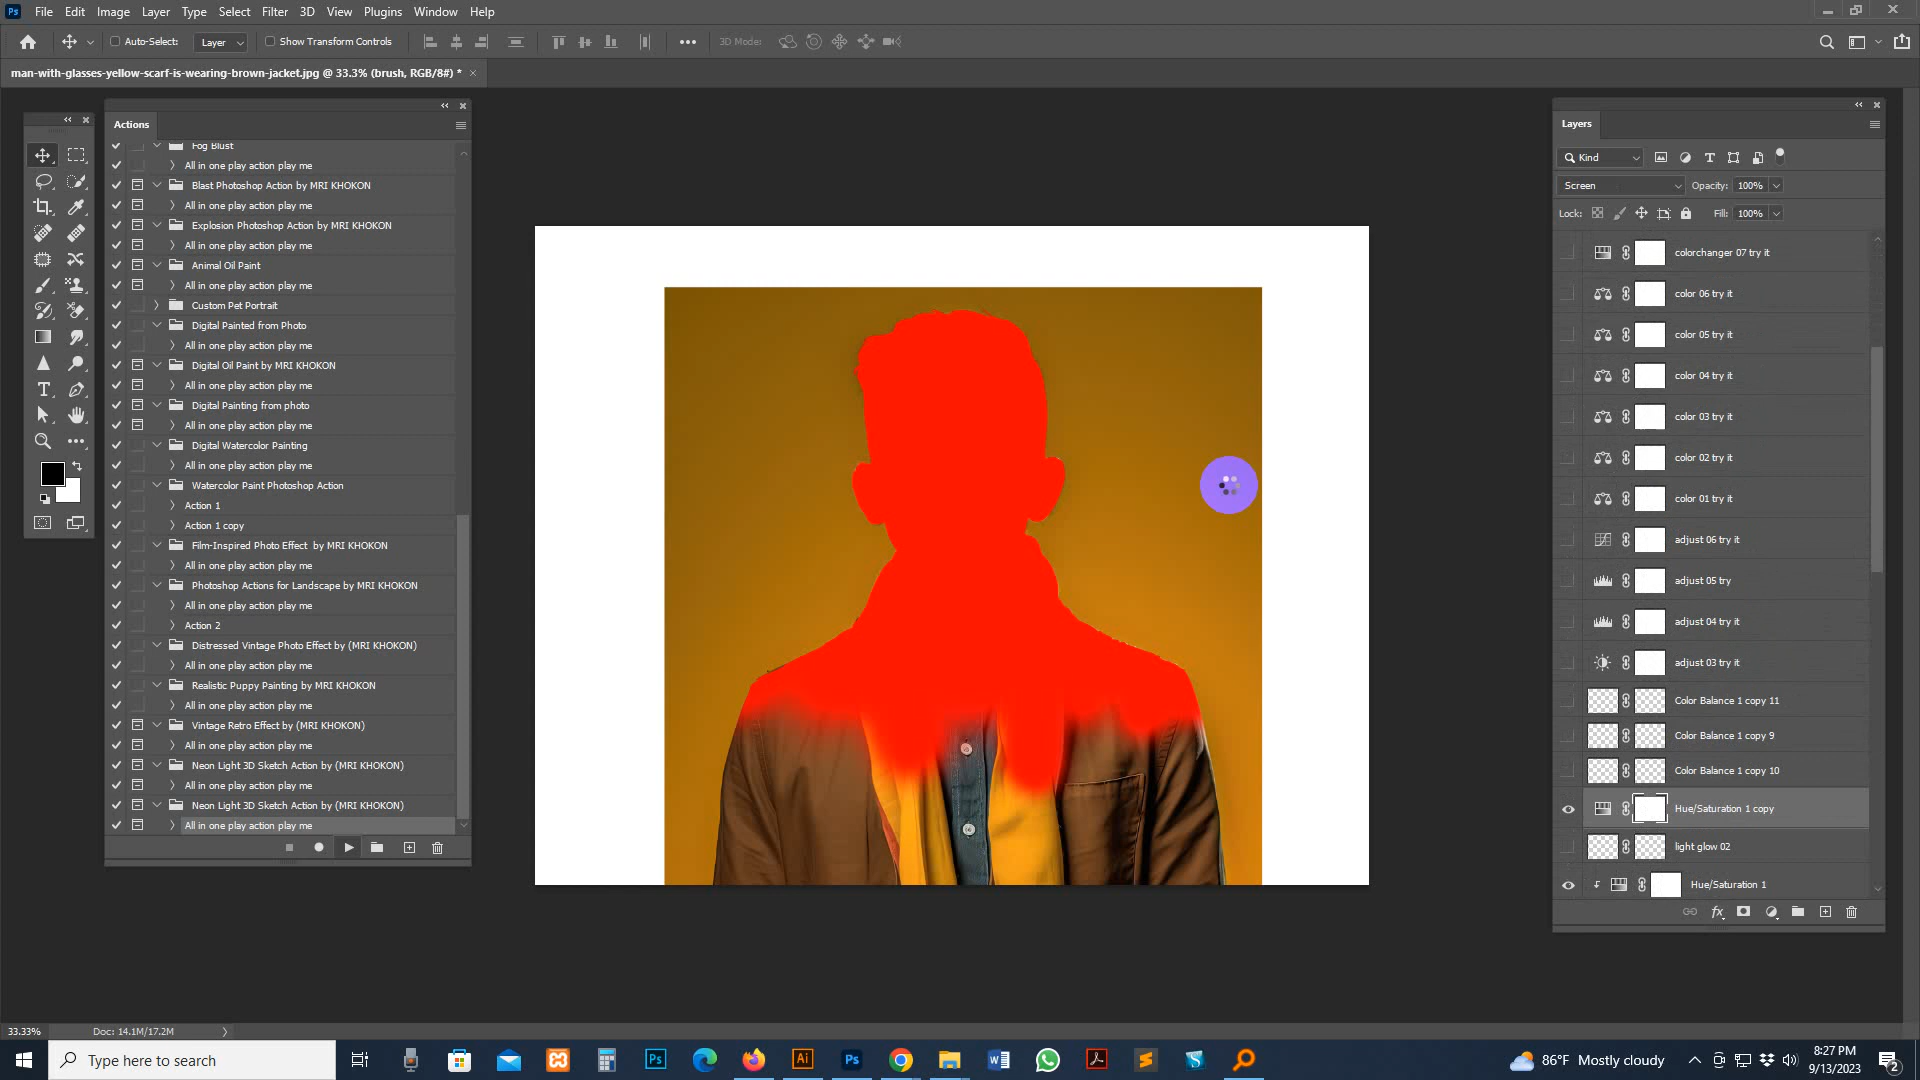 Ps File Edit Image Layer Type Select Filter 3D View Plugins Window Help
Auto-Select: Layer Show Transform Controls 3D Mode:
man-with-glasses-yellow-scarf-is-wearing-brown-jacket.jpg @ 33.3% (brush, RGB/8#) *
Actions
Fog Blust
All in one play action play me
Blast Photoshop Action by MRI KHOKON
All in one play action play me
Explosion Photoshop Action by MRI KHOKON
All in one play action play me
Animal Oil Paint
All in one play action play me
Custom Pet Portrait
Digital Painted from Photo
All in one play action play me
Digital Oil Paint by MRI KHOKON
All in one play action play me
Digital Painting from photo
All in one play action play me
Digital Watercolor Painting
All in one play action play me
Watercolor Paint Photoshop Action
Action 1
Action 1 copy
Film-Inspired Photo Effect by MRI KHOKON
All in one play action play me
Photoshop Actions for Landscape by MRI KHOKON
All in one play action play me
Action 2
Distressed Vintage Photo Effect by (MRI KHOKON)
All in one play action play me
Realistic Puppy Painting by MRI KHOKON
All in one play action play me
Vintage Retro Effect by (MRI KHOKON)
All in one play action play me
Neon Light 3D Sketch Action by (MRI KHOKON)
All in one play action play me
Neon Light 3D Sketch Action by (MRI KHOKON)
All in one play action play me
Layers
Kind
Screen Opacity: 100%
Lock: Fill: 100%
colorchanger 07 try it
color 06 try it
color 05 try it
color 04 try it
color 03 try it
color 02 try it
color 01 try it
adjust 06 try it
adjust 05 try
adjust 04 try it
adjust 03 try it
Color Balance 1 copy 11
Color Balance 1 copy 9
Color Balance 1 copy 10
Hue/Saturation 1 copy
light glow 02
Hue/Saturation 1
fx
33.33% Doc: 14.1M/17.2M
Type here to search
Ps Ai Ps
86°F Mostly cloudy
8:27 PM
9/13/2023
2